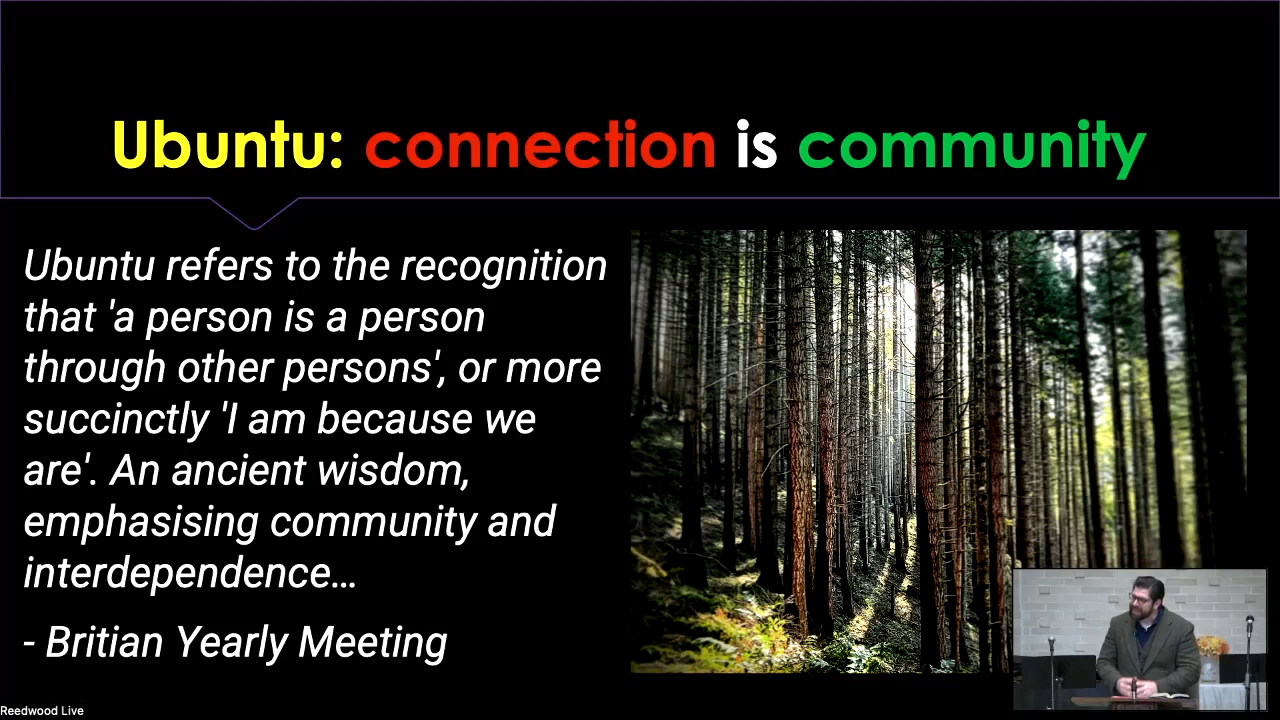 Ubuntu: connection is community
Ubuntu refers to the recognition
that 'a person is a person
through other persons', or more
succinctly 'I am because we
are'. An ancient wisdom,
emphasising community and
interdependence…
- Britian Yearly Meeting
Reedwood Live